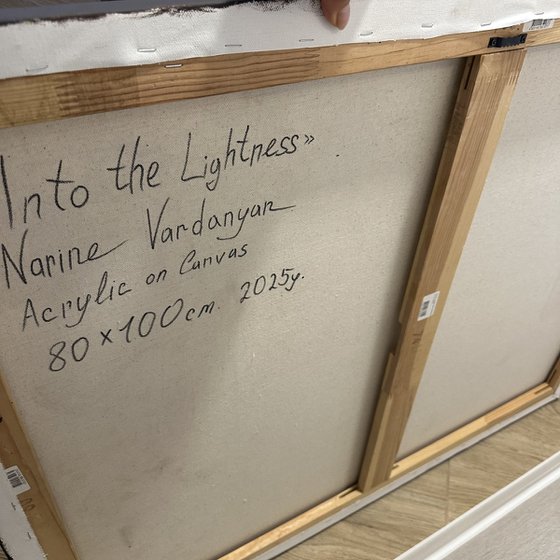 Into the Lightness»
Narine Vardanyan
Acrylic on Canvas
80×100cm. 2025y.